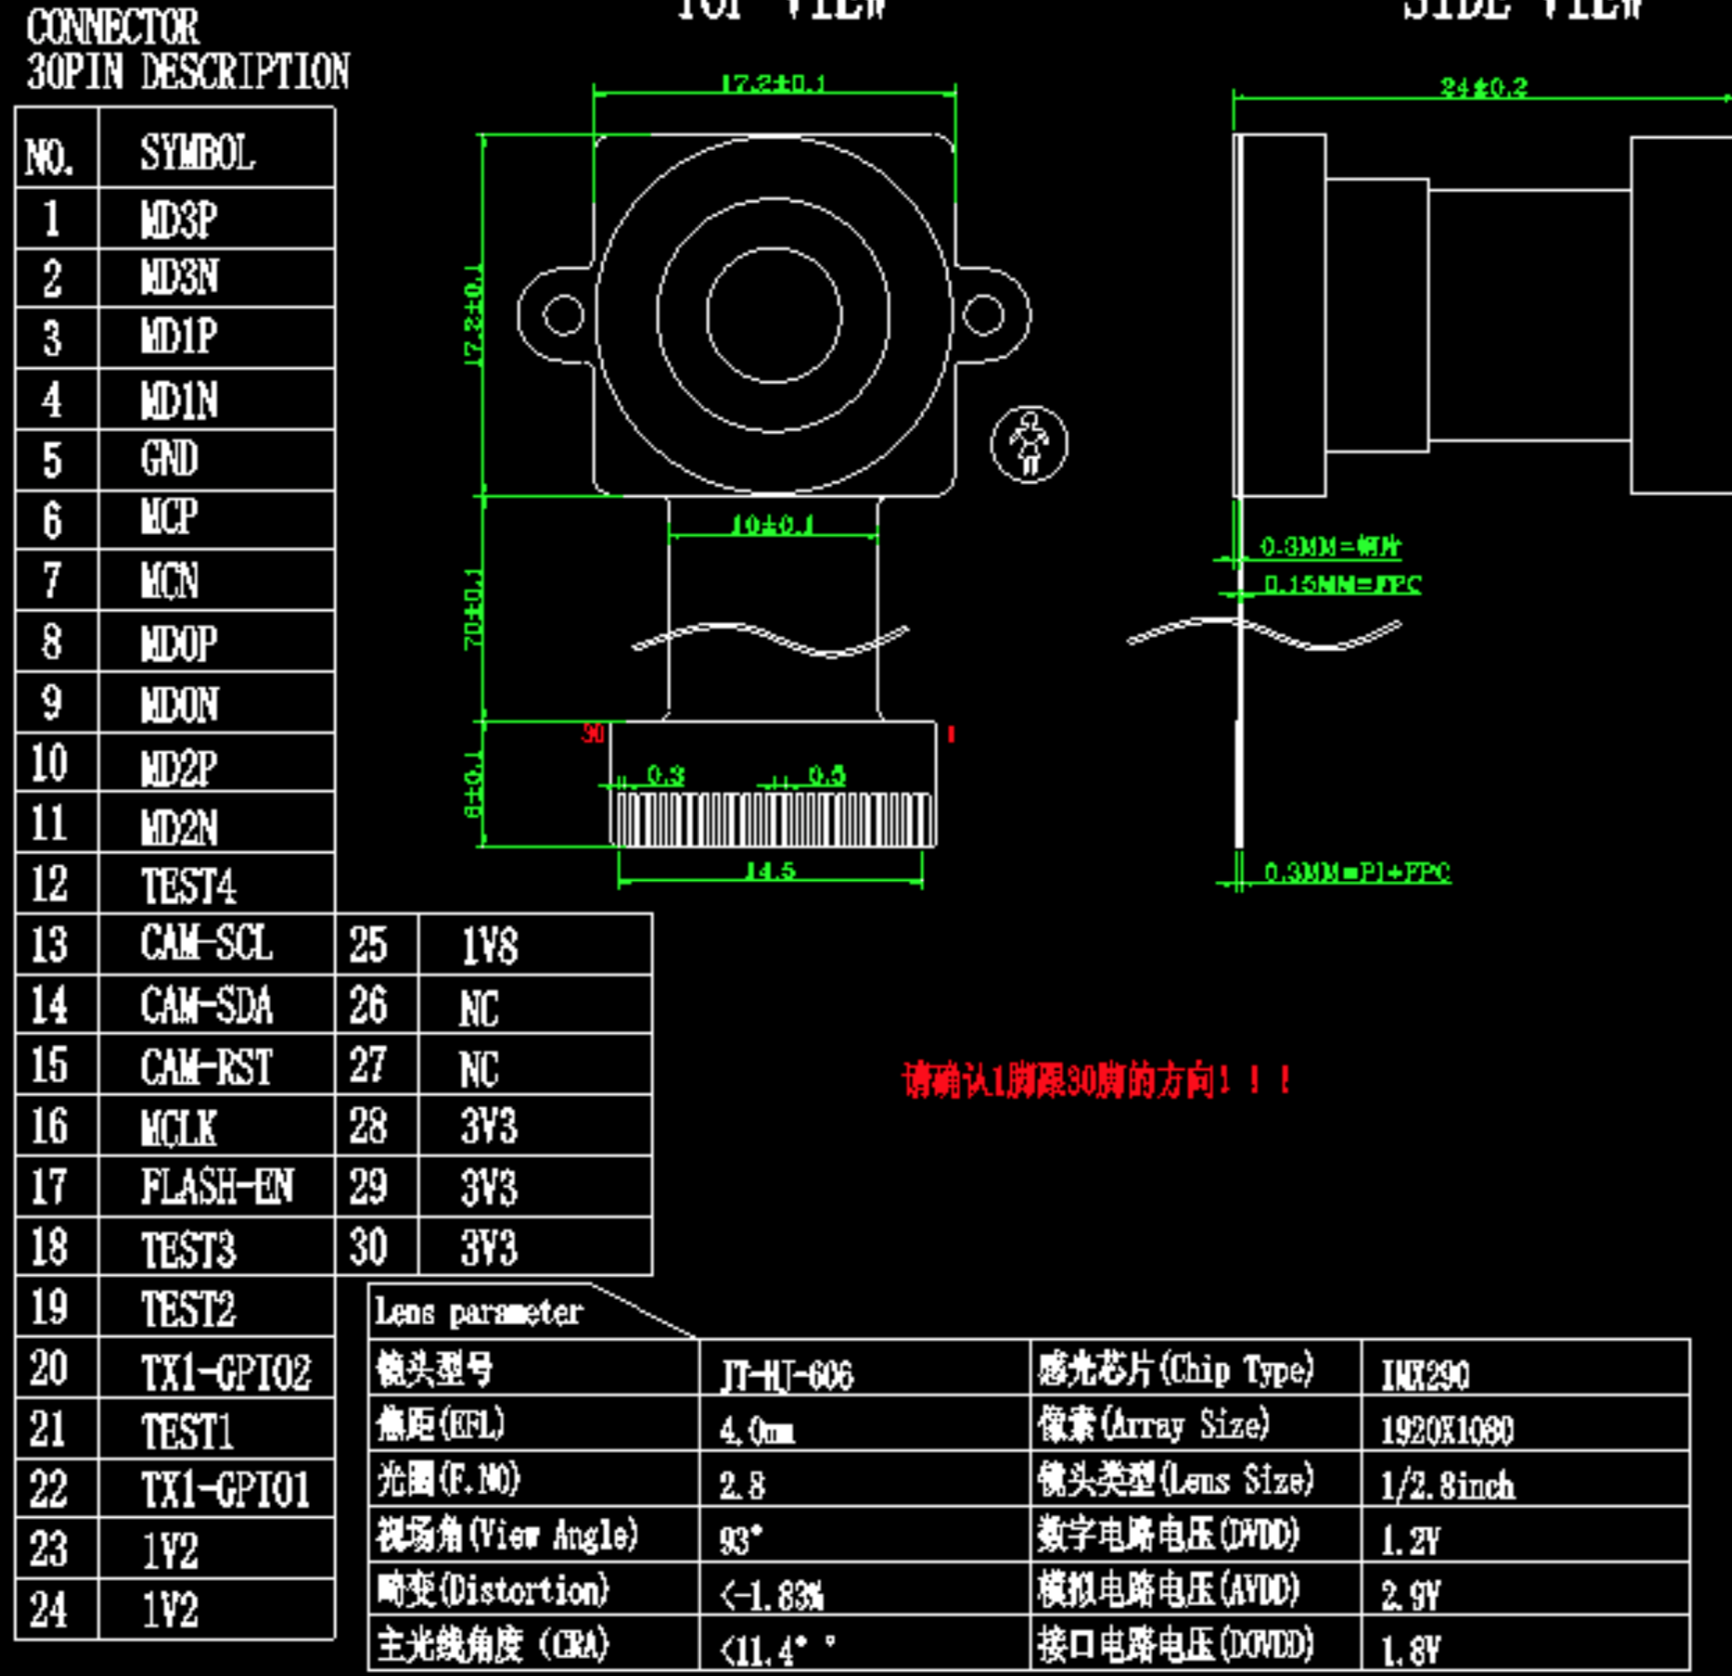 TOP VIEW
SIDE VIEW
CONNECTOR
30PIN DESCRIPTION
NO. SYMBOL
1 MD3P
2 MD3N
3 MD1P
4 MD1N
5 GND
6 MCP
7 MCN
8 MD0P
9 MD0N
10 MD2P
11 MD2N
12 TEST4
13 CAM-SCL 25 1V8
14 CAM-SDA 26 NC
15 CAM-RST 27 NC
16 MCLK 28 3V3
17 FLASH-EN 29 3V3
18 TEST3 30 3V3
19 TEST2
20 TX1-GPIO2
21 TEST1
22 TX1-GPIO1
23 1V2
24 1V2
17.2±0.1
17.2±0.1
10±0.1
70±0.1
30
1
0.3
0.5
6±0.1
14.5
24±0.2
0.3MM=钢片
0.15MM=FPC
0.3MM=PI+FPC
请确认1脚跟30脚的方向!!!
Lens parameter
镜头型号 JT-HJ-606 感光芯片(Chip Type) IMX290
焦距(EFL) 4.0mm 像素(Array Size) 1920X1080
光圈(F.NO) 2.8 镜头类型(Lens Size) 1/2.8inch
视场角(View Angle) 93° 数字电路电压(DVDD) 1.2V
畸变(Distortion) <-1.83% 模拟电路电压(AVDD) 2.9V
主光线角度 (CRA) <11.4° ° 接口电路电压(DOVDD) 1.8V